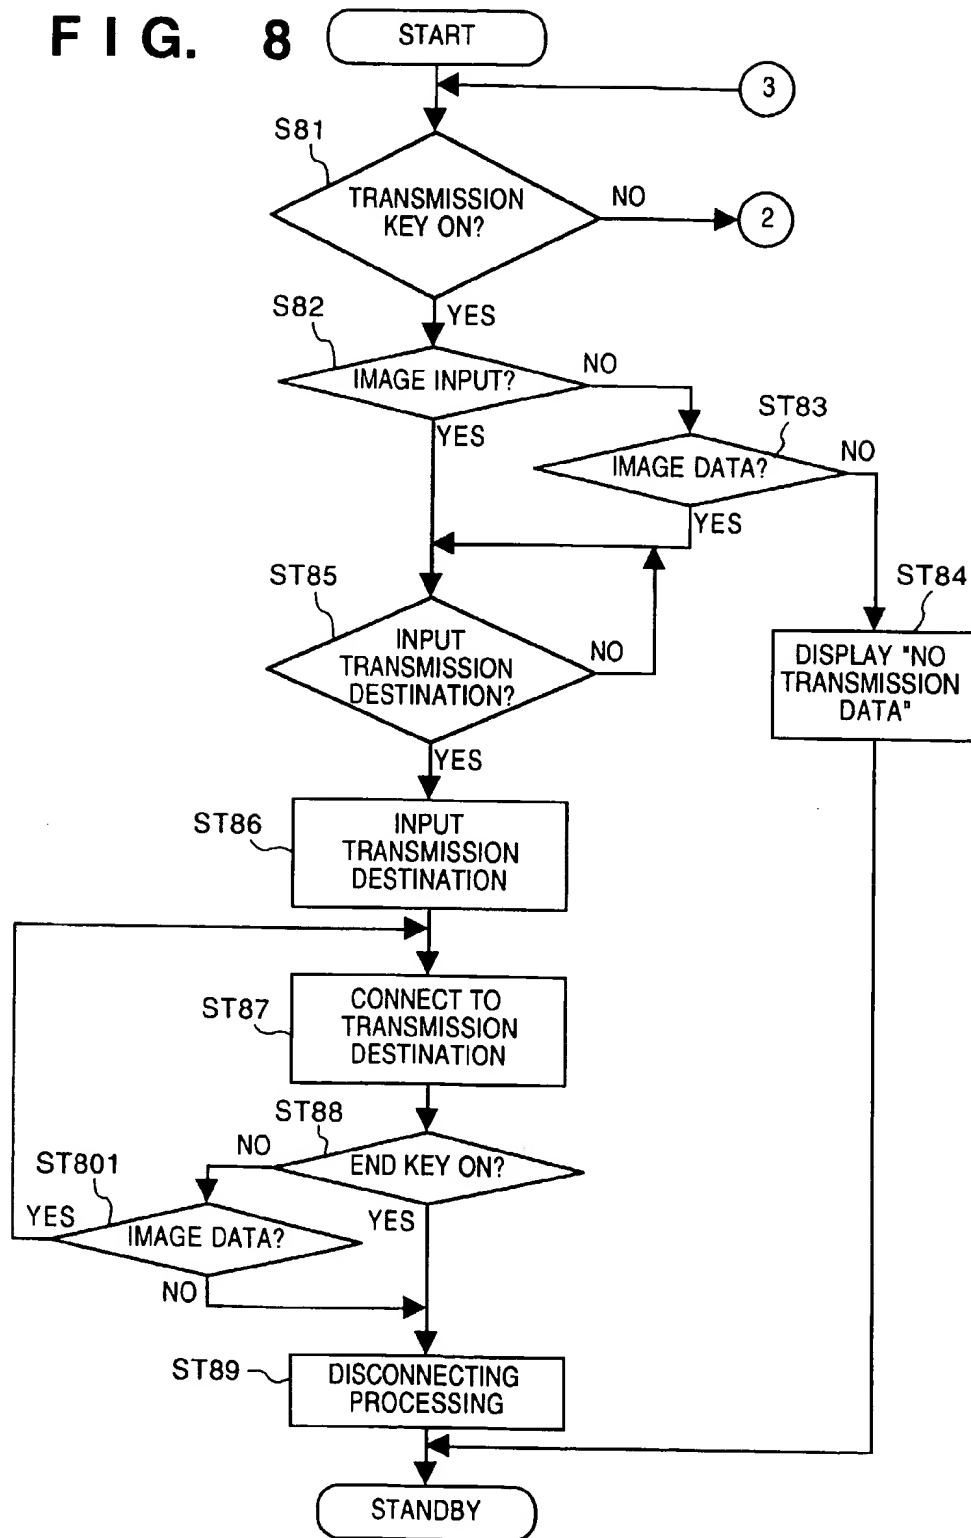 FIG. 8
START
3
S81
TRANSMISSION
KEY ON?
NO
2
YES
S82
IMAGE INPUT?
NO
YES
ST83
IMAGE DATA?
NO
YES
ST85
INPUT
TRANSMISSION
DESTINATION?
NO
ST84
DISPLAY "NO
TRANSMISSION
DATA"
YES
ST86
INPUT
TRANSMISSION
DESTINATION
ST87
CONNECT TO
TRANSMISSION
DESTINATION
ST88
NO
END KEY ON?
ST801
YES
YES
IMAGE DATA?
NO
ST89
DISCONNECTING
PROCESSING
STANDBY